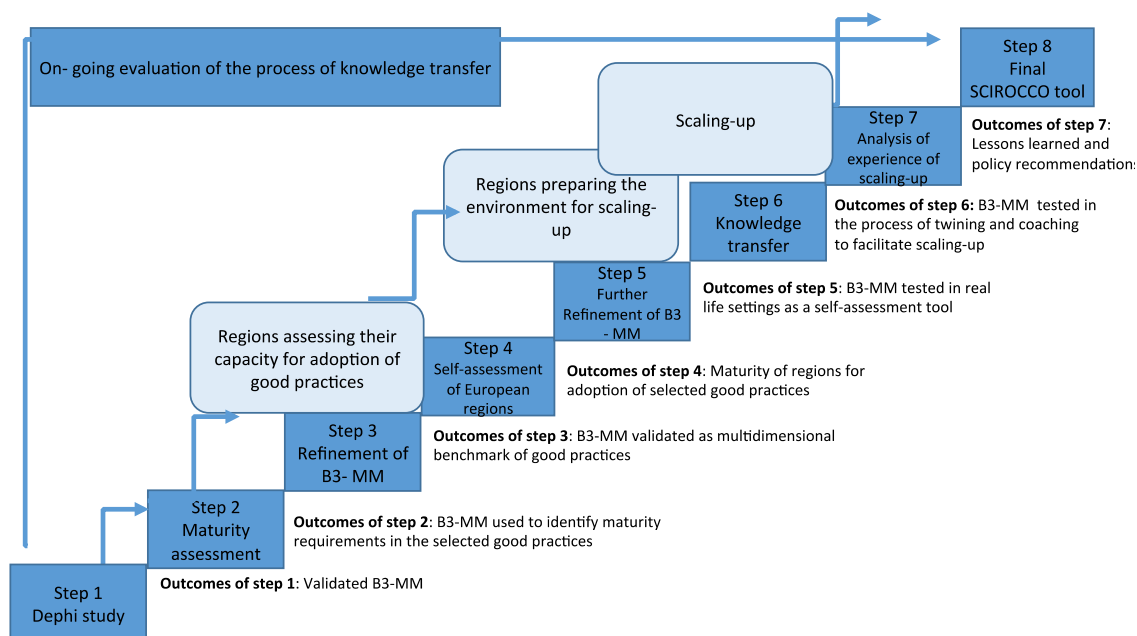 On- going evaluation of the process of knowledge transfer
Step 8
Final
SCIROCCO tool
Scaling-up
Step 7
Analysis of
experience of
scaling-up
Outcomes of step 7:
Lessons learned and
policy recommendations
Regions preparing the
environment for scaling-
up
Step 6
Knowledge
transfer
Outcomes of step 6: B3-MM  tested in
the process of twining and coaching
to facilitate scaling-up
Step 5
Further
Refinement of B3
- MM
Outcomes of step 5: B3-MM tested in real
life settings as a self-assessment tool
Regions assessing their
capacity for adoption of
good practices
Step 4
Self-assessment
of European
regions
Outcomes of step 4: Maturity of regions for
adoption of selected good practices
Step 3
Refinement of
B3- MM
Outcomes of step 3: B3-MM validated as multidimensional
benchmark of good practices
Step 2
Maturity
assessment
Outcomes of step 2: B3-MM used to identify maturity
requirements in the selected good practices
Step 1
Dephi study
Outcomes of step 1: Validated B3-MM